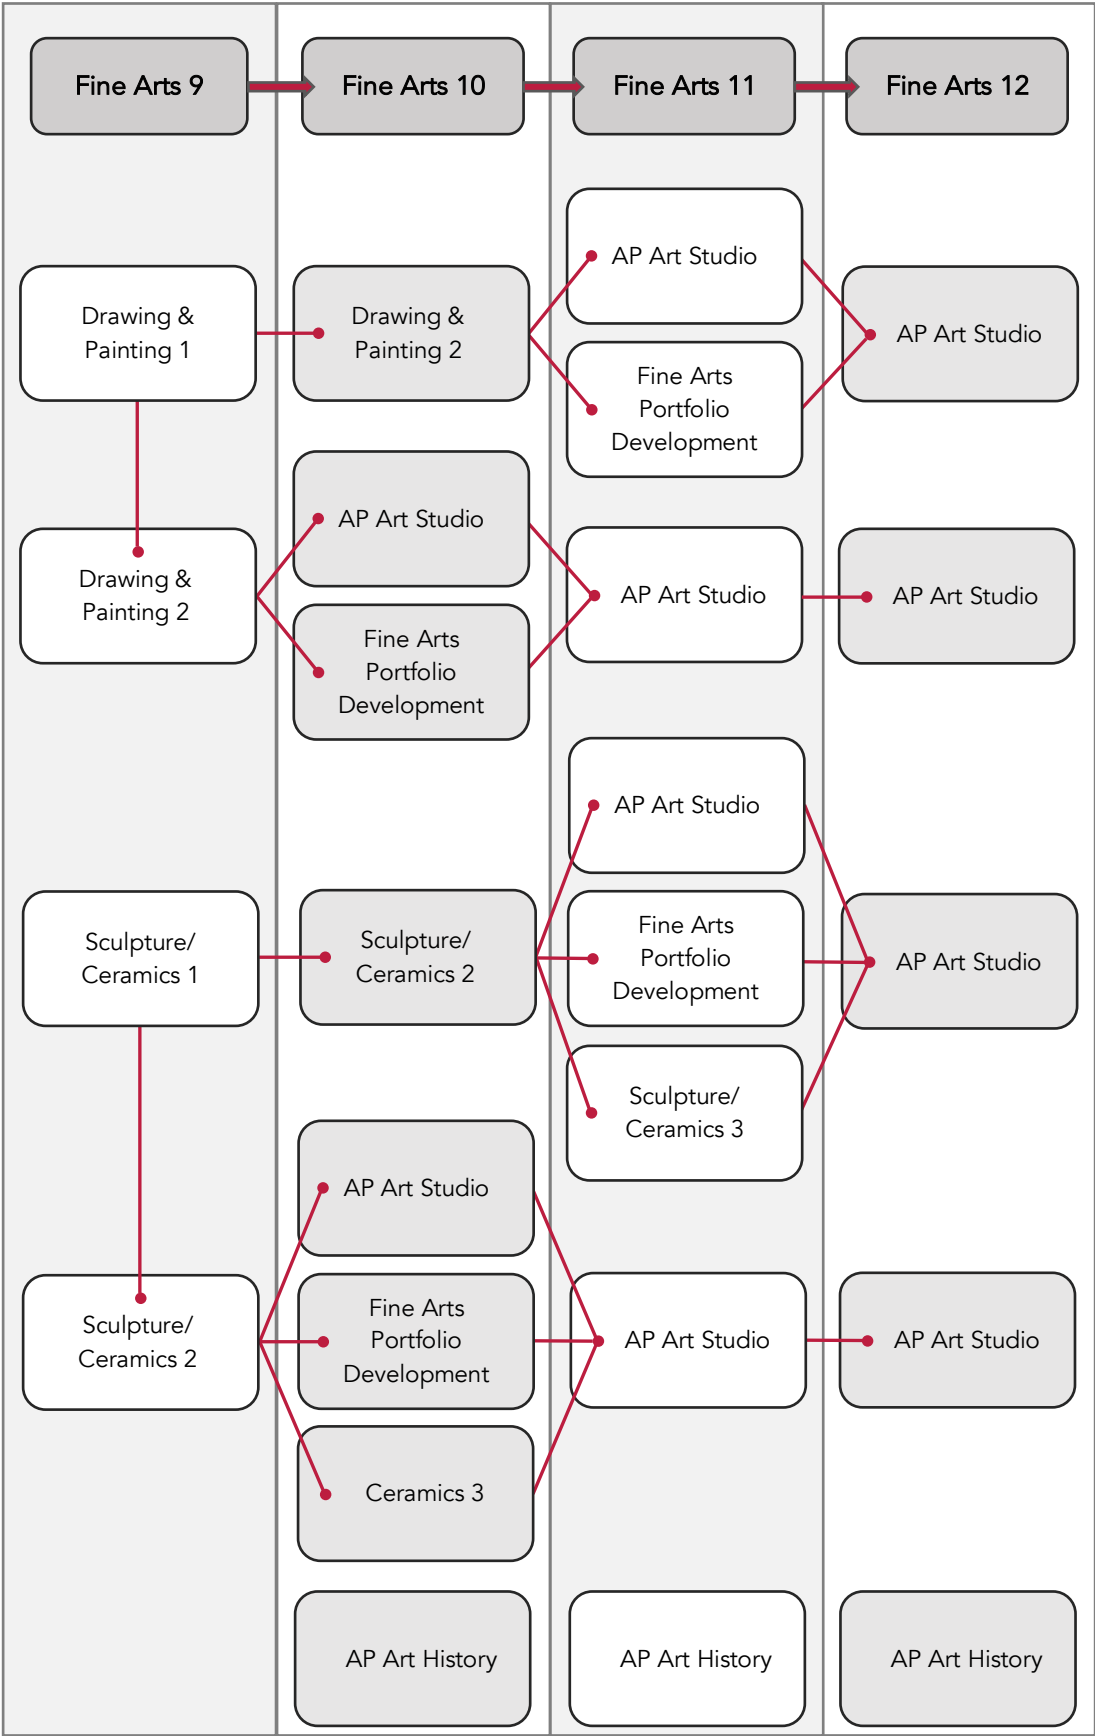 Fine Arts 9
Fine Arts 10
Fine Arts 11
Fine Arts 12
Drawing &
Painting 1
Drawing &
Painting 2
AP Art Studio
Fine Arts
Portfolio
Development
AP Art Studio
Drawing &
Painting 2
AP Art Studio
Fine Arts
Portfolio
Development
AP Art Studio
AP Art Studio
Sculpture/
Ceramics 1
Sculpture/
Ceramics 2
AP Art Studio
Fine Arts
Portfolio
Development
Sculpture/
Ceramics 3
AP Art Studio
Sculpture/
Ceramics 2
AP Art Studio
Fine Arts
Portfolio
Development
Ceramics 3
AP Art Studio
AP Art Studio
AP Art History
AP Art History
AP Art History